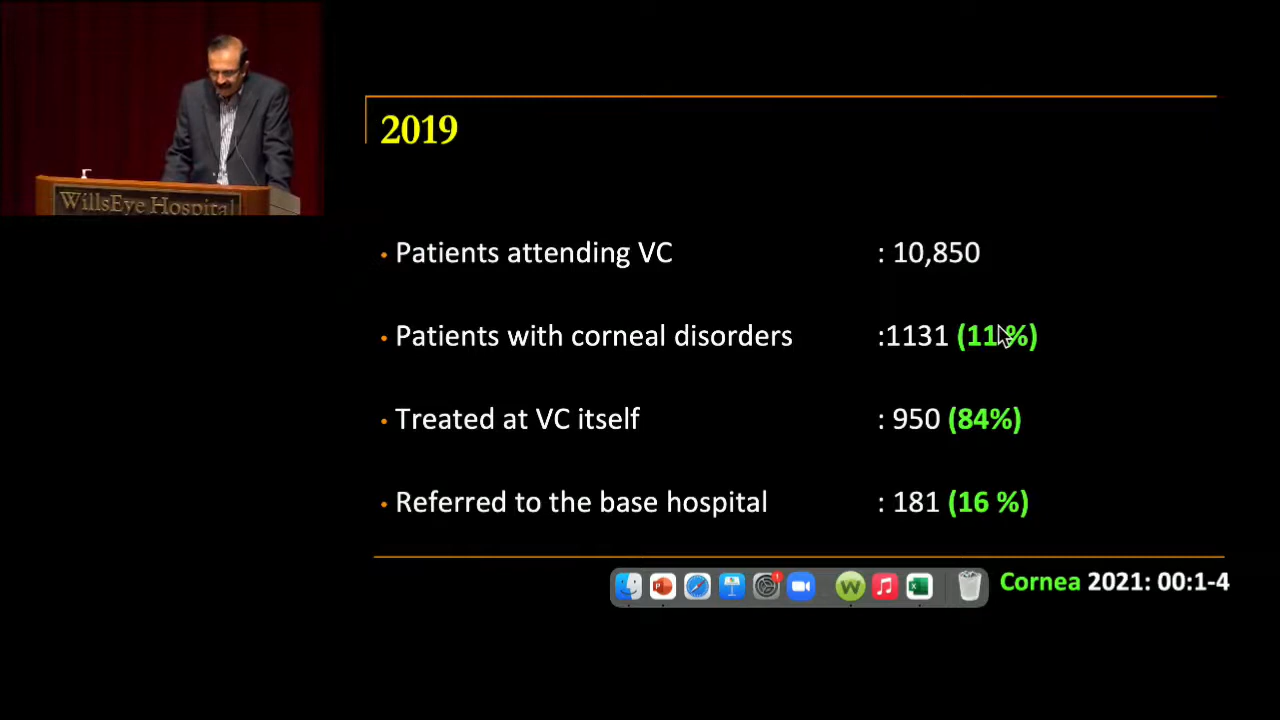 WillsEye Hospital
2019
• Patients attending VC : 10,850
• Patients with corneal disorders :1131 (11 %)
• Treated at VC itself : 950 (84%)
• Referred to the base hospital : 181 (16 %)
Cornea 2021: 00:1-4